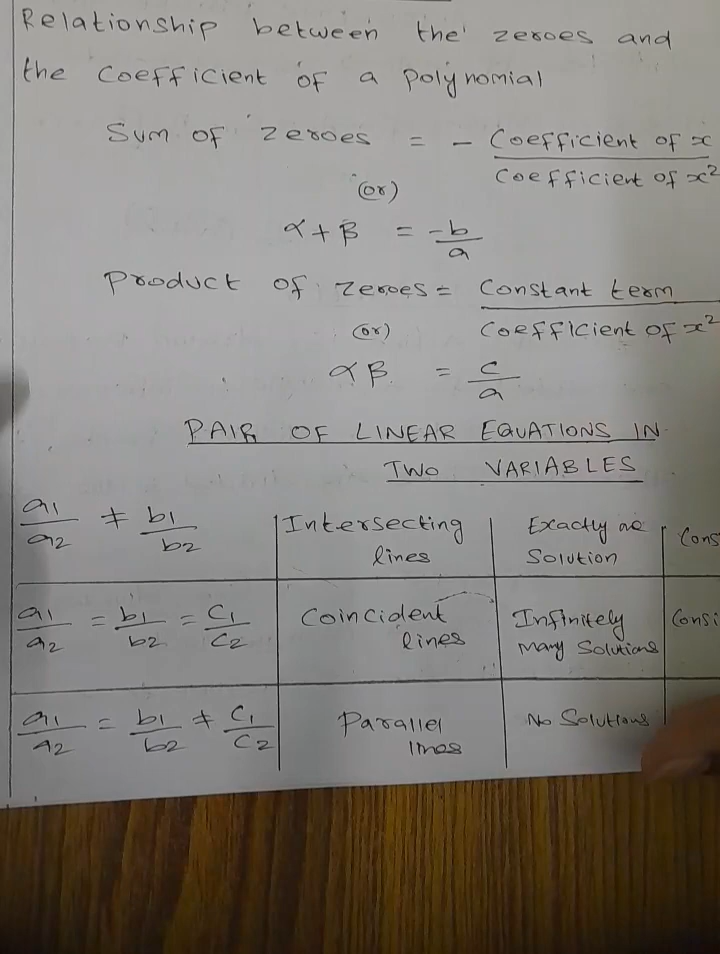 Relationship between the zeroes and
the Coefficient of a polynomial
Sum of zeroes = - Coefficient of x / Coefficient of x²
(or)
α + β = -b/a
product of zeroes = Constant term / Coefficient of x²
(or)
αβ = c/a
PAIR OF LINEAR EQUATIONS IN
TWO VARIABLES
a1/a2 ≠ b1/b2 Intersecting lines Exactly one Solution Cons
a1/a2 = b1/b2 = C1/C2 Coincident lines Infinitely Many Solutions Consi
a1/a2 = b1/b2 ≠ C1/C2 Parallel lines No Solutions